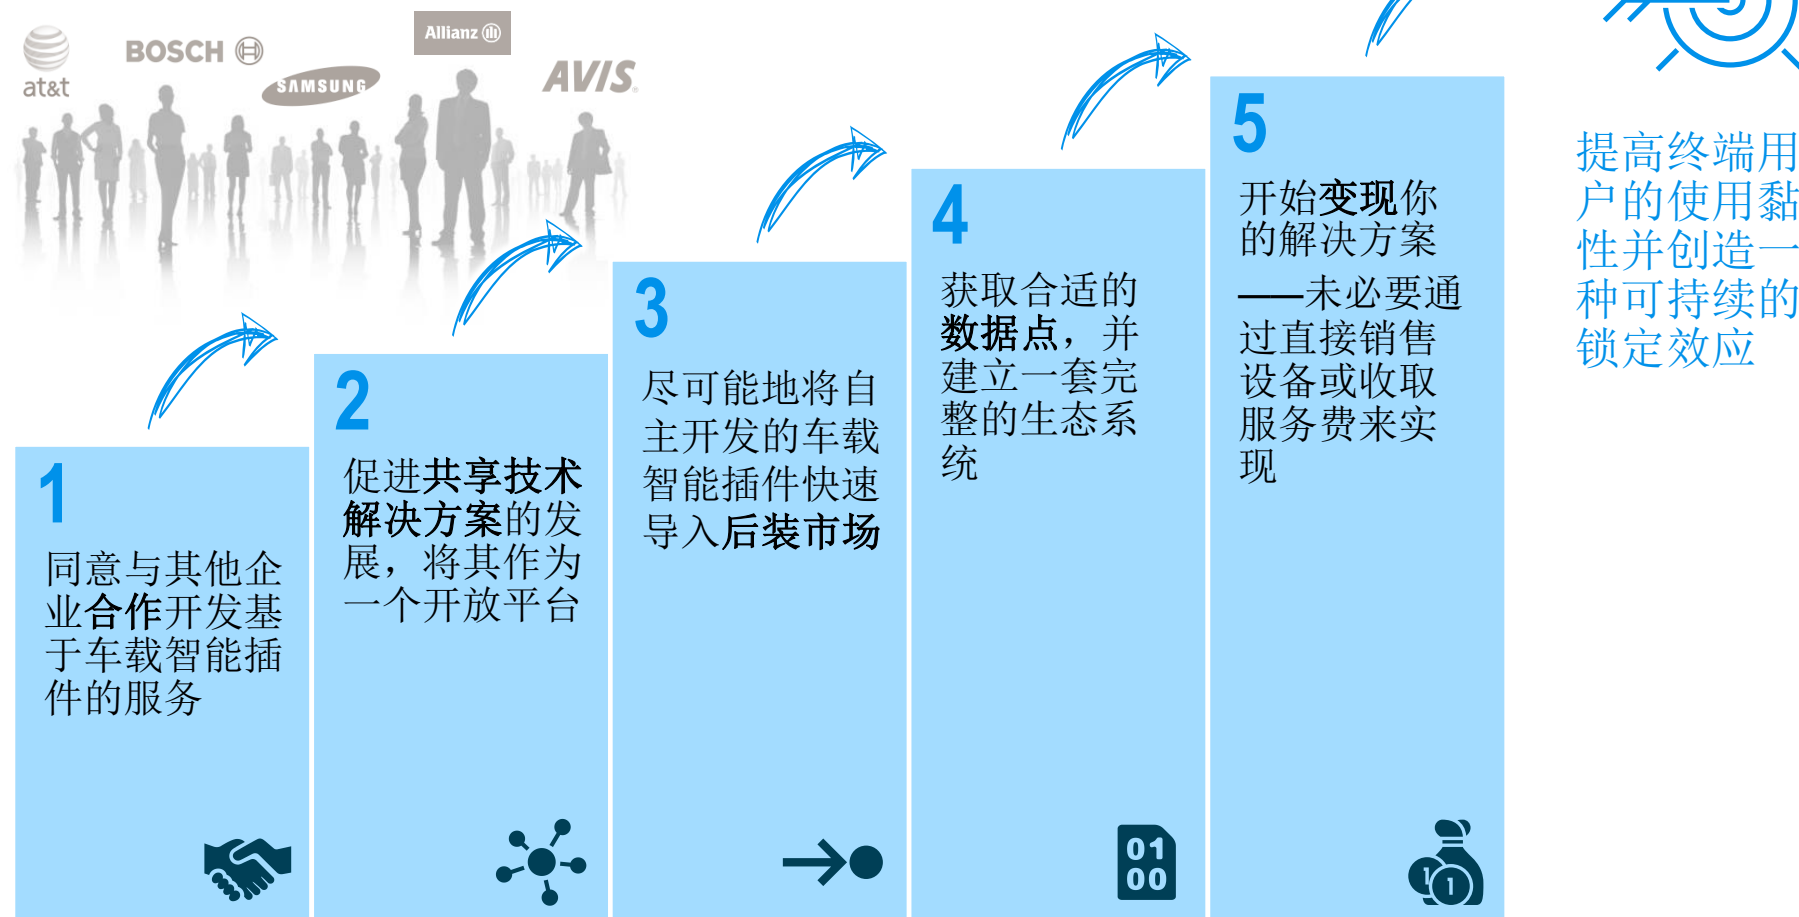 at&t
BOSCH
SAMSUNG
Allianz
AVIS
1
同意与其他企
业合作开发基
于车载智能插
件的服务
2
促进共享技术
解决方案的发
展，将其作为
一个开放平台
3
尽可能地将自
主开发的车载
智能插件快速
导入后装市场
4
获取合适的
数据点，并
建立一套完
整的生态系
统
01
00
5
开始变现你
的解决方案
——未必要通
过直接销售
设备或收取
服务费来实
现
1
1
提高终端用
户的使用黏
性并创造一
种可持续的
锁定效应